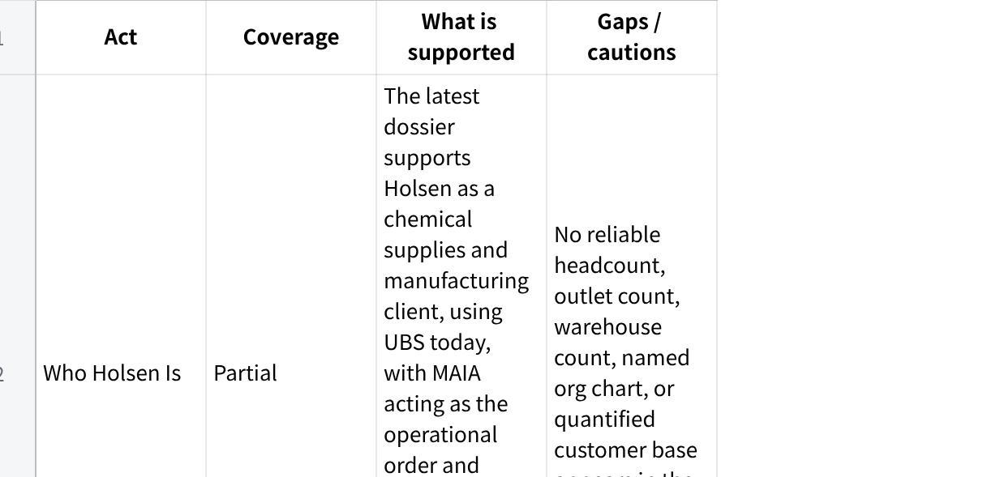 1
Act
Coverage
What is
supported
Gaps /
cautions
2
Who Holsen Is
Partial
The latest
dossier
supports
Holsen as a
chemical
supplies and
manufacturing
client, using
UBS today,
with MAIA
acting as the
operational
order and
No reliable
headcount,
outlet count,
warehouse
count, named
org chart, or
quantified
customer base